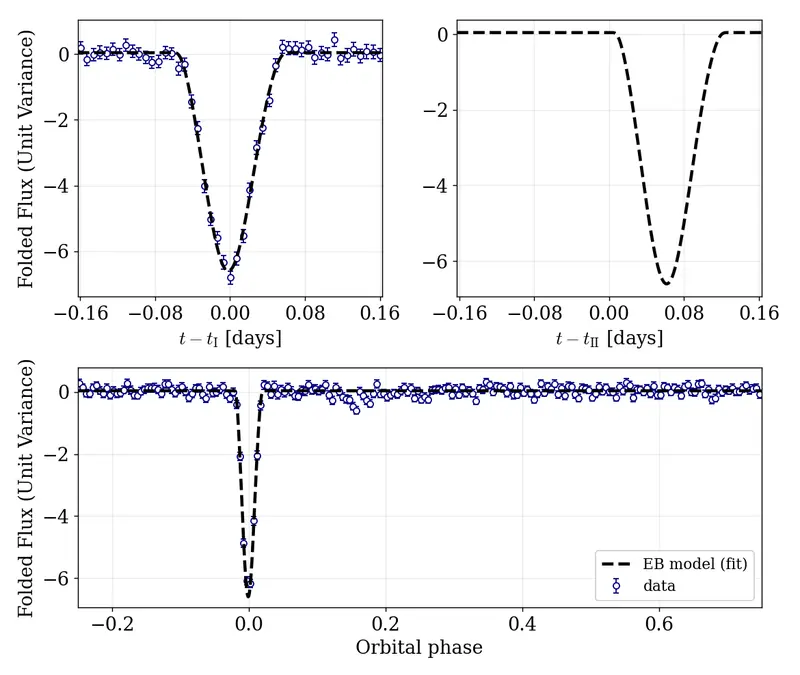 Folded Flux (Unit Variance)
0
−2
−4
−6
−0.16 −0.08 0.00 0.08 0.16
t − t_I [days]
0
−2
−4
−6
−0.16 −0.08 0.00 0.08 0.16
t − t_II [days]
Folded Flux (Unit Variance)
0
−2
−4
−6
EB model (fit)
data
−0.2 0.0 0.2 0.4 0.6
Orbital phase